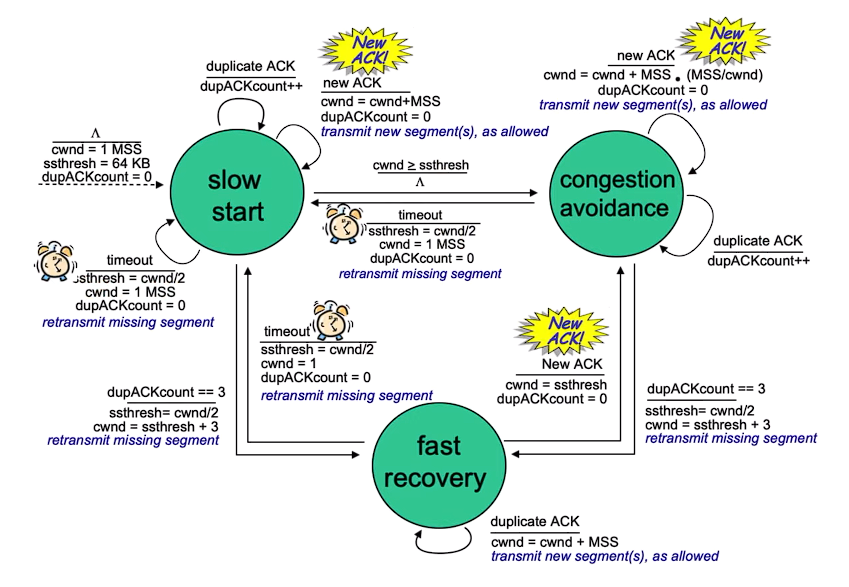 New
ACK!
duplicate ACK
dupACKcount++
new ACK
cwnd = cwnd+MSS
dupACKcount = 0
transmit new segment(s), as allowed
New
ACK!
new ACK
cwnd = cwnd + MSS • (MSS/cwnd)
dupACKcount = 0
transmit new segment(s), as allowed
Λ
cwnd = 1 MSS
ssthresh = 64 KB
dupACKcount = 0
slow
start
cwnd ≥ ssthresh
Λ
congestion
avoidance
timeout
ssthresh = cwnd/2
cwnd = 1 MSS
dupACKcount = 0
retransmit missing segment
duplicate ACK
dupACKcount++
timeout
ssthresh = cwnd/2
cwnd = 1 MSS
dupACKcount = 0
retransmit missing segment
timeout
ssthresh = cwnd/2
cwnd = 1
dupACKcount = 0
retransmit missing segment
New
ACK!
New ACK
cwnd = ssthresh
dupACKcount = 0
dupACKcount == 3
ssthresh= cwnd/2
cwnd = ssthresh + 3
retransmit missing segment
dupACKcount == 3
ssthresh= cwnd/2
cwnd = ssthresh + 3
retransmit missing segment
fast
recovery
duplicate ACK
cwnd = cwnd + MSS
transmit new segment(s), as allowed